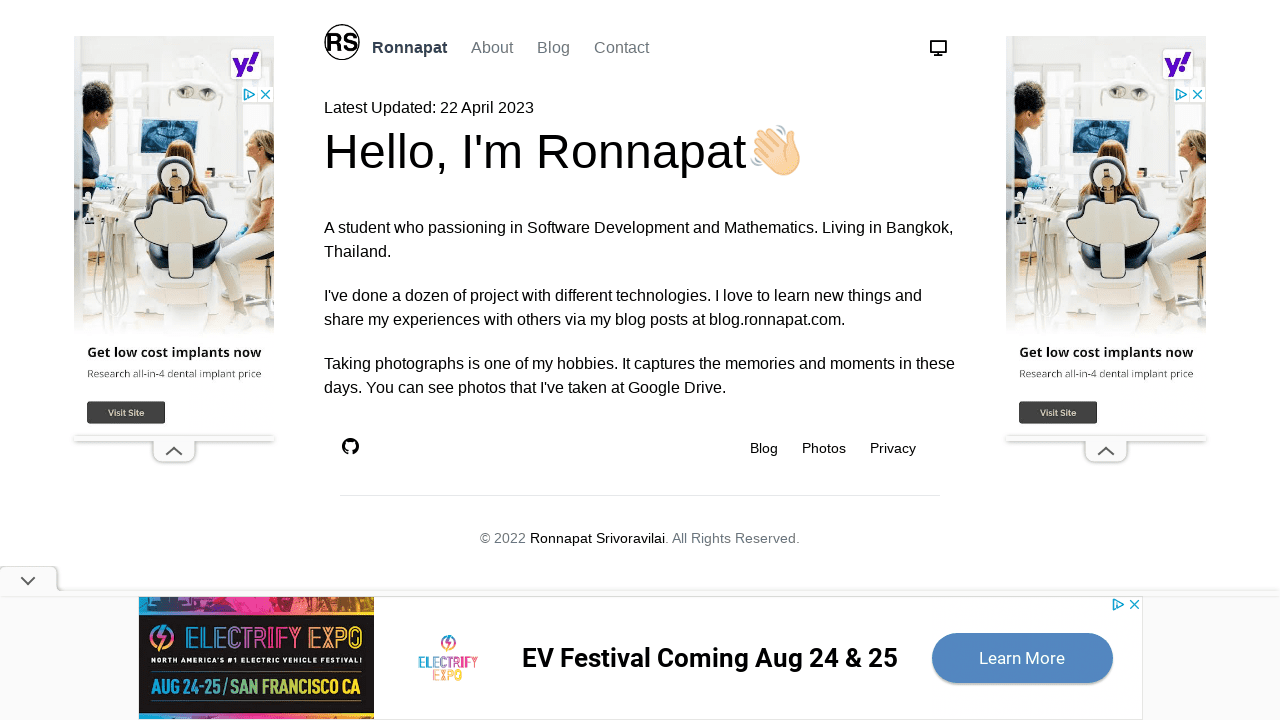 RS Ronnapat About Blog Contact
Latest Updated: 22 April 2023
Hello, I'm Ronnapat👋🏼
A student who passioning in Software Development and Mathematics. Living in Bangkok,
Thailand.
I've done a dozen of project with different technologies. I love to learn new things and
share my experiences with others via my blog posts at blog.ronnapat.com.
Taking photographs is one of my hobbies. It captures the memories and moments in these
days. You can see photos that I've taken at Google Drive.
Blog Photos Privacy
© 2022 Ronnapat Srivoravilai. All Rights Reserved.
y!
Get low cost implants now
Research all-in-4 dental implant price
Visit Site
y!
Get low cost implants now
Research all-in-4 dental implant price
Visit Site
ELECTRIFY EXPO
NORTH AMERICA'S #1 ELECTRIC VEHICLE FESTIVAL!
AUG 24-25 / SAN FRANCISCO CA
ELECTRIFY
EXPO
EV Festival Coming Aug 24 & 25
Learn More